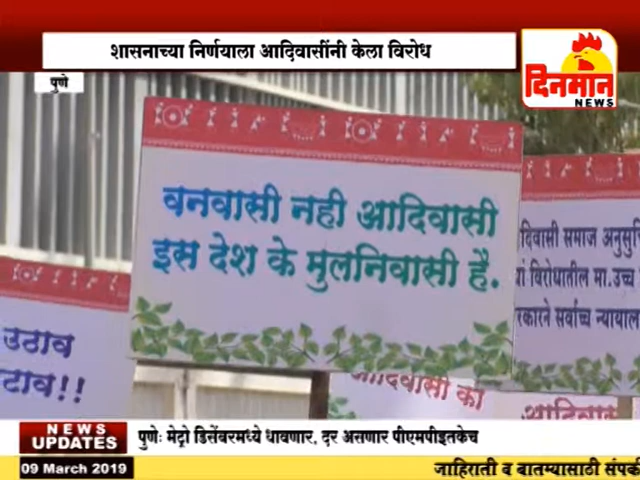 शासनाच्या निर्णयाला आदिवासींनी केला विरोध
पुणे
दिनमान
NEWS
वनवासी नही आदिवासी
इस देश के मुलनिवासी है.
उठाव
टाव!!
दिवासी समाज अनुसुचि
विरोधातील मा. उच्च
रकारने सर्वोच्च न्यायाल
आदिवासी का
आदिवासी
NEWS
UPDATES
पुणेः मेट्रो डिसेंबरमध्ये धावणार, दर असणार पीएमपीइतकेच
09 March 2019
जाहिराती व बातम्यासाठी संपर्क